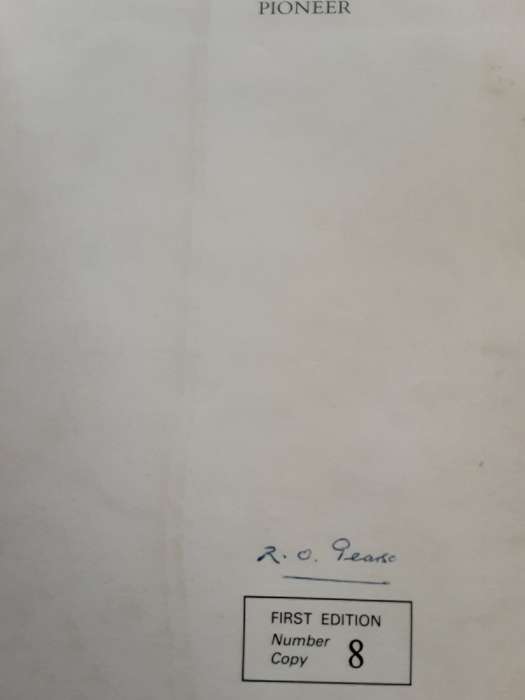 PIONEER
R. O. Pearse
FIRST EDITION
Number
Copy 8